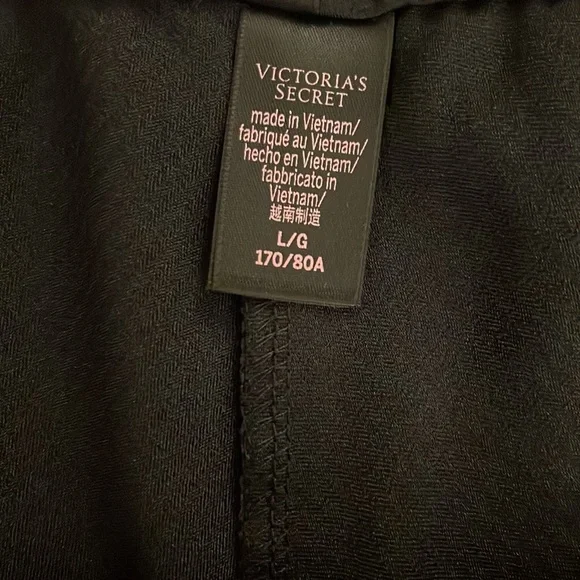 VICTORIA'S
SECRET
made in Vietnam/
fabriqué au Vietnam/
hecho en Vietnam/
fabbricato in
Vietnam/
越南制造
L/G
170/80A